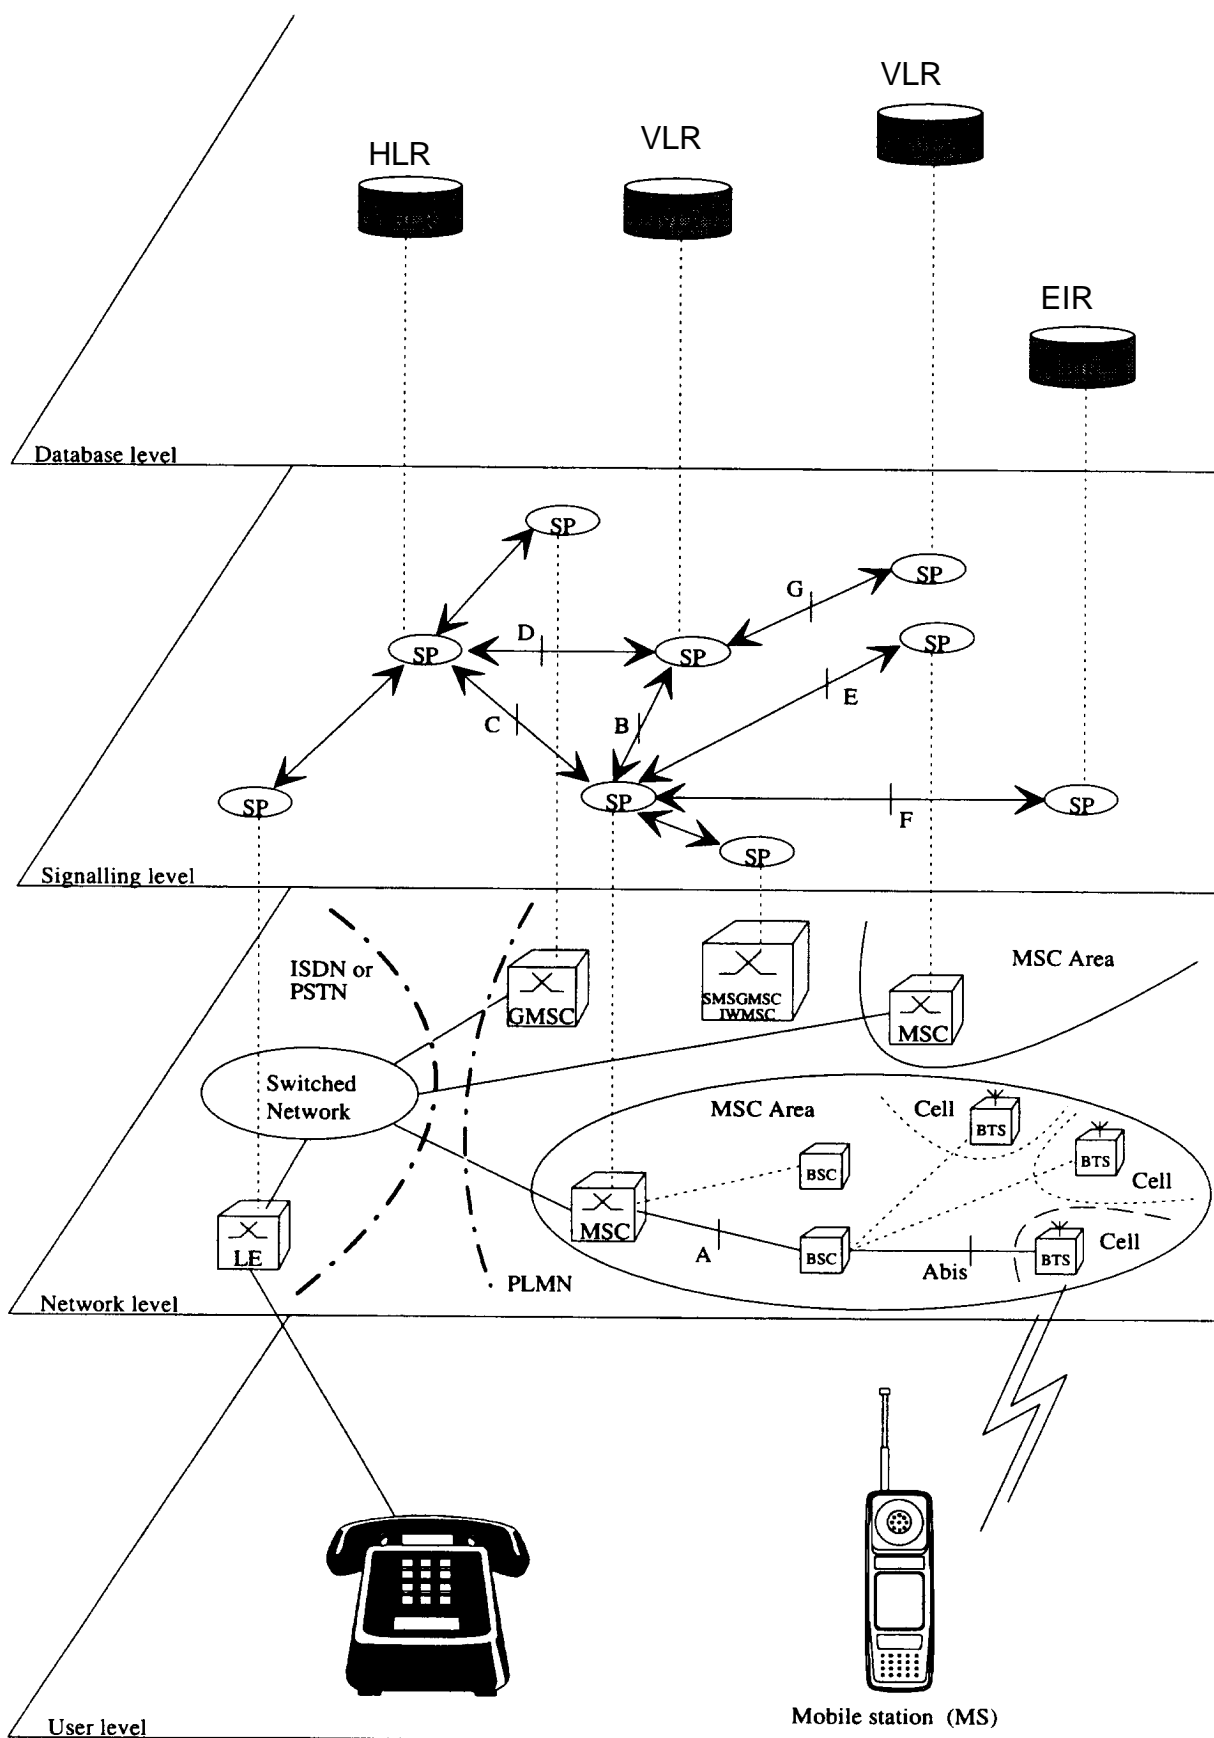 VLR
VLR
HLR
EIR
Database level
SP
SP
G
SP
D
SP
SP
E
C
B
SP
SP
SP
F
SP
Signalling level
MSC Area
ISDN or
PSTN
SMSGMSC
IWMSC
GMSC
MSC
Switched
Network
MSC Area
Cell
BTS
BTS
BSC
Cell
MSC
A
BSC
Abis
BTS
Cell
LE
PLMN
Network level
Mobile station (MS)
User level